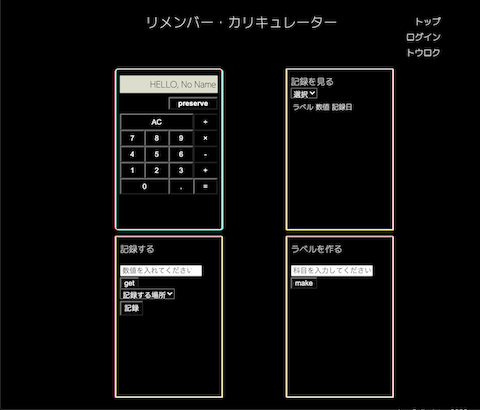 リメンバー・カリキュレーター
トップ
ログイン
トウロク
HELLO, No Name
preserve
AC +
7 8 9 ×
4 5 6 -
1 2 3 +
0 . =
記録を見る
選択
ラベル 数値 記録日
記録する
数値を入れてください
get
記録する場所
記録
ラベルを作る
科目を入力してください
make